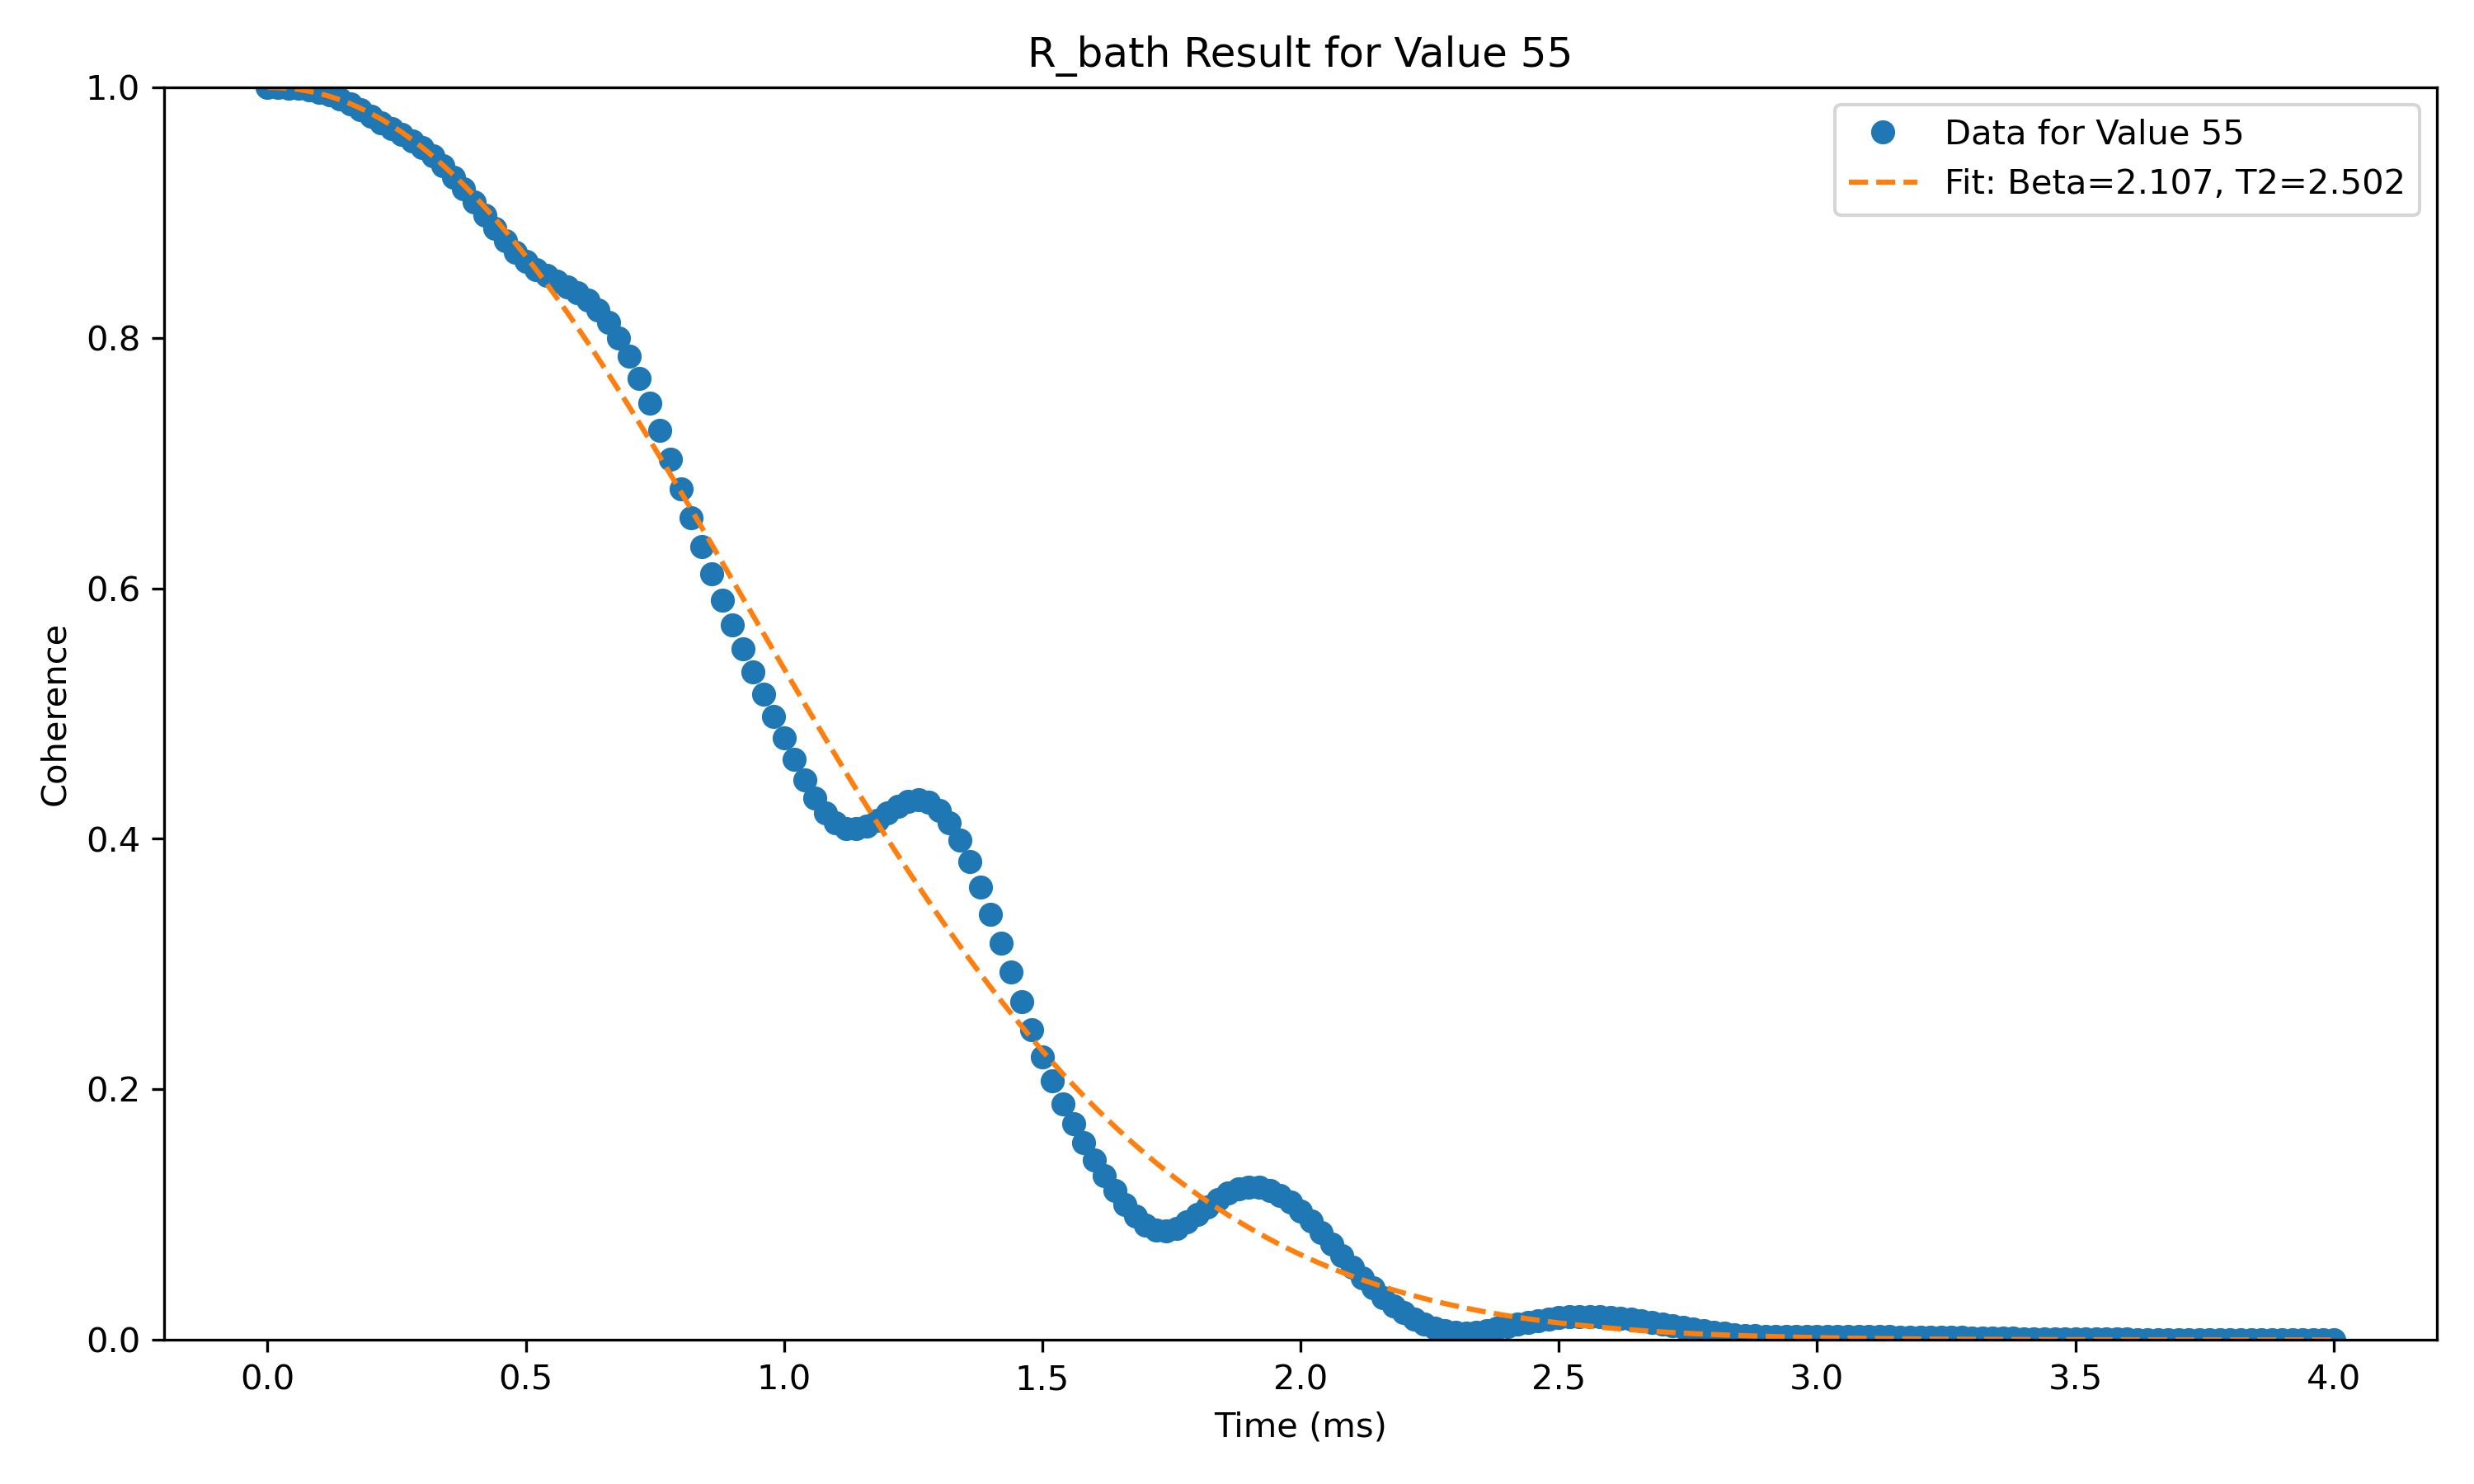 R_bath Result for Value 55
Data for Value 55
Fit: Beta=2.107, T2=2.502
Coherence
1.0
0.8
0.6
0.4
0.2
0.0
0.0 0.5 1.0 1.5 2.0 2.5 3.0 3.5 4.0
Time (ms)